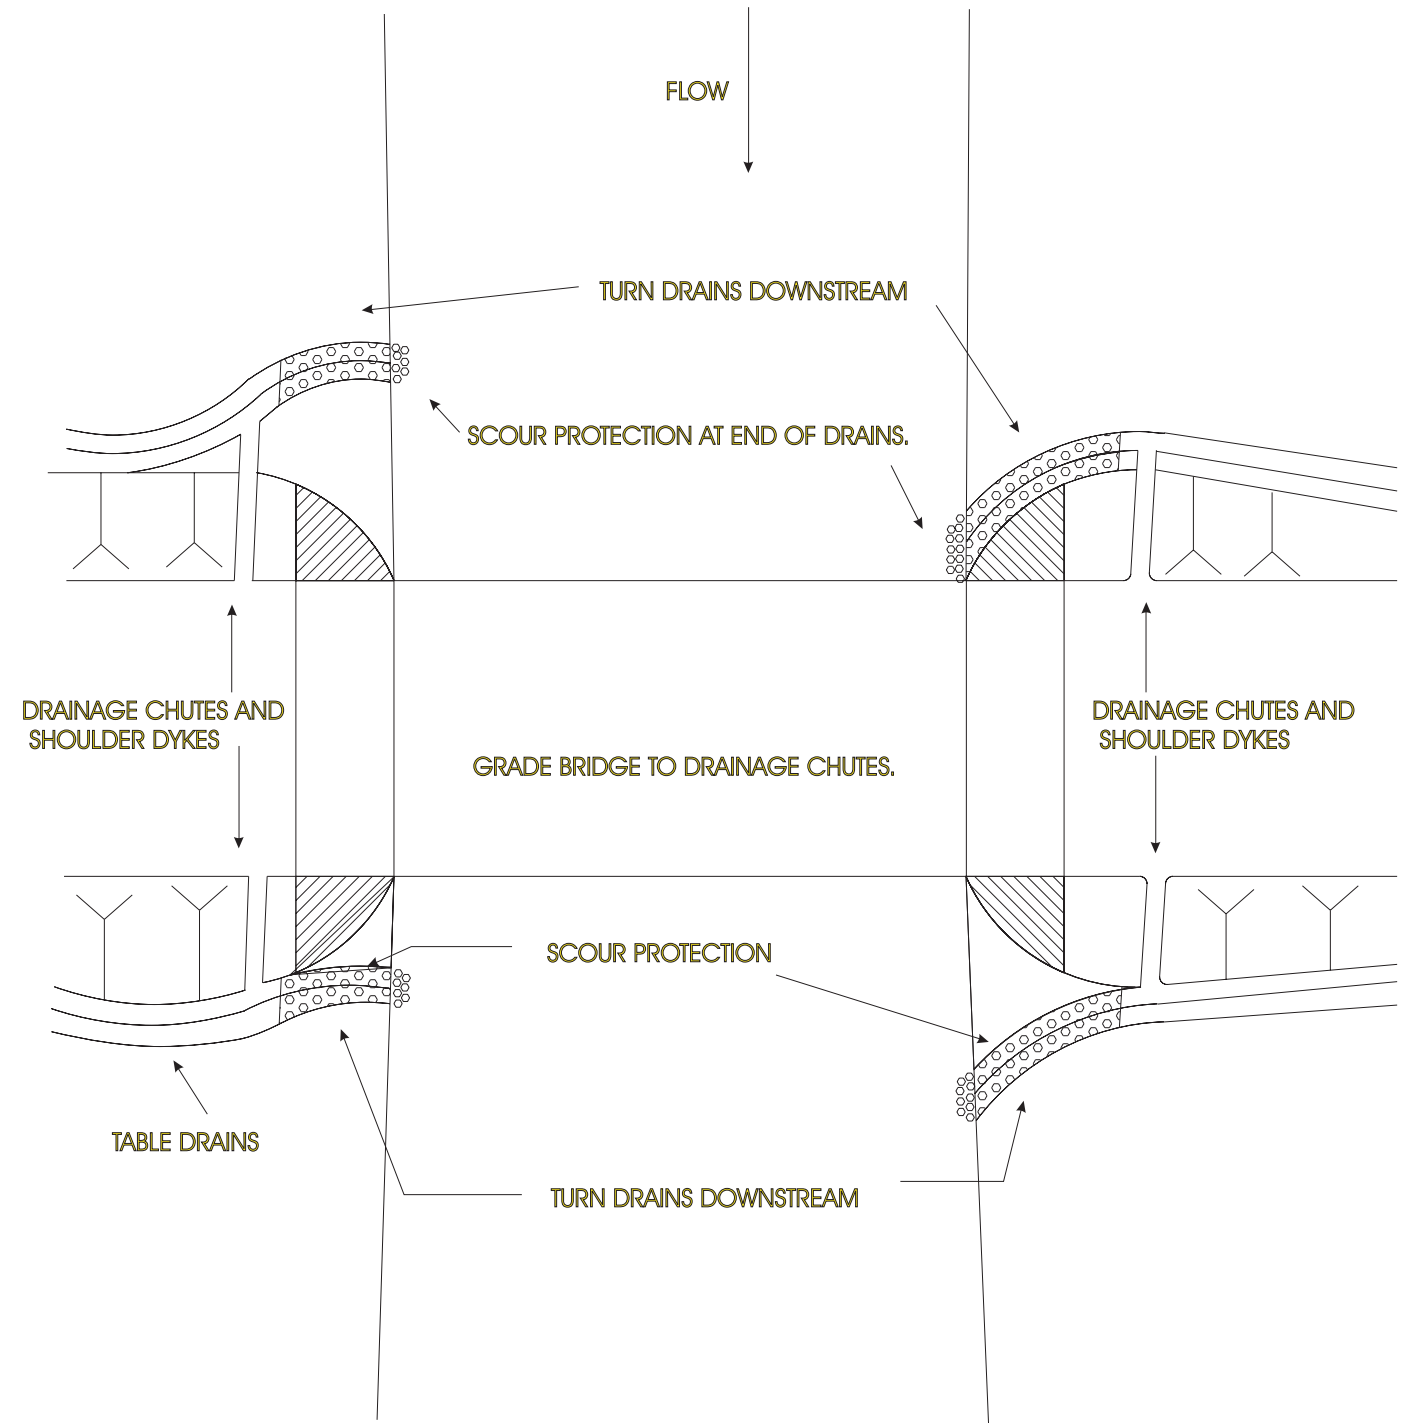 FLOW
TURN DRAINS DOWNSTREAM
SCOUR PROTECTION AT END OF DRAINS.
DRAINAGE CHUTES AND
SHOULDER DYKES
DRAINAGE CHUTES AND
SHOULDER DYKES
GRADE BRIDGE TO DRAINAGE CHUTES.
SCOUR PROTECTION
TABLE DRAINS
TURN DRAINS DOWNSTREAM